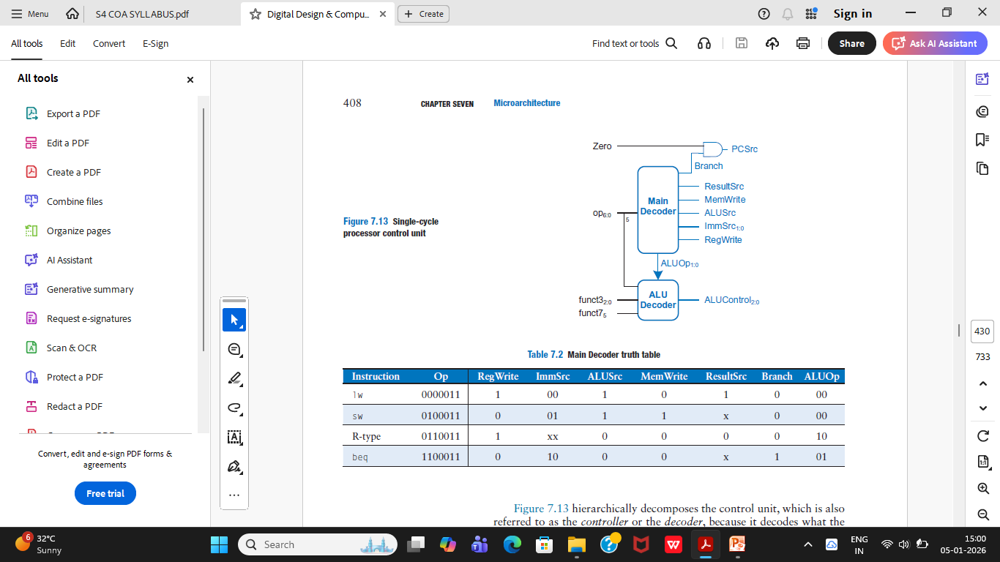 Menu
S4 COA SYLLABUS.pdf
Digital Design & Compu...
Create
Sign in
All tools
Edit
Convert
E-Sign
Find text or tools
Share
Ask AI Assistant
All tools
Export a PDF
Edit a PDF
Create a PDF
Combine files
Organize pages
AI Assistant
Generative summary
Request e-signatures
Scan & OCR
Protect a PDF
Redact a PDF
Convert, edit and e-sign PDF forms &
agreements
Free trial
408 CHAPTER SEVEN Microarchitecture
Zero
PCSrc
Branch
ResultSrc
MemWrite
ALUSrc
ImmSrc1:0
RegWrite
Main
Decoder
op6:0
5
ALUOp1:0
ALU
Decoder
funct32:0
funct75
ALUControl2:0
Figure 7.13 Single-cycle
processor control unit
Table 7.2 Main Decoder truth table
Instruction Op RegWrite ImmSrc ALUSrc MemWrite ResultSrc Branch ALUOp
lw 0000011 1 00 1 0 1 0 00
sw 0100011 0 01 1 1 x 0 00
R-type 0110011 1 xx 0 0 0 0 10
beq 1100011 0 10 0 0 x 1 01
Figure 7.13 hierarchically decomposes the control unit, which is also
referred to as the controller or the decoder, because it decodes what the
430
733
1:1
6
32°C
Sunny
Search
ENG
IN
15:00
05-01-2026